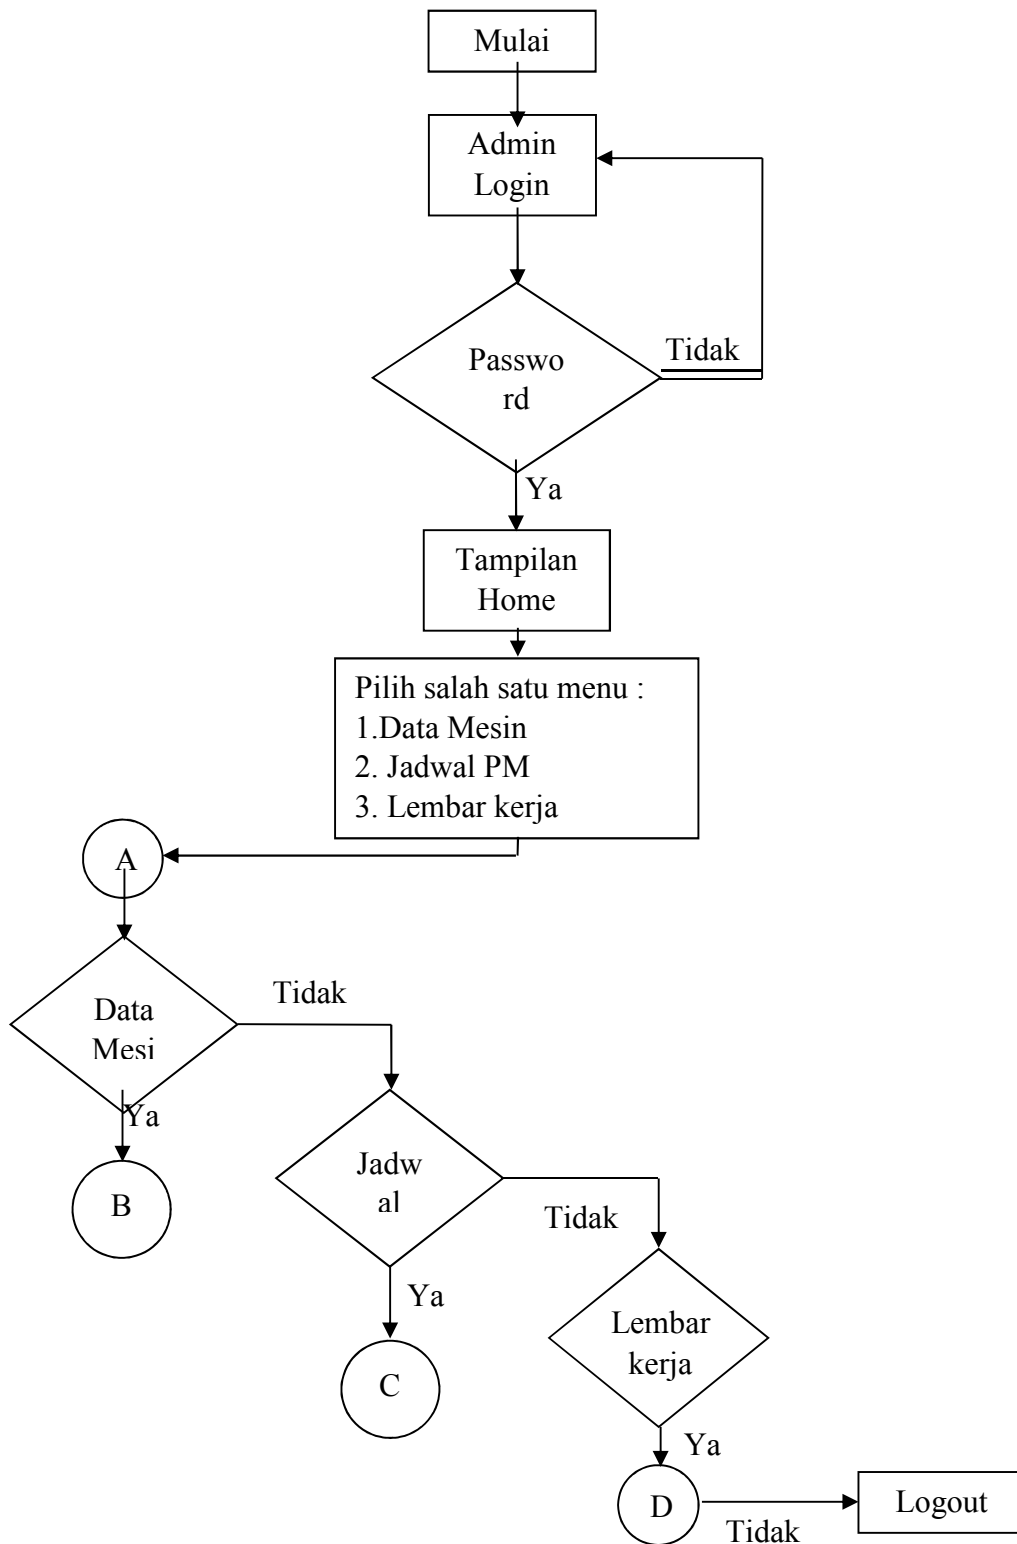 Mulai
Admin
Login
Passwo
rd
Tidak
Ya
Tampilan
Home
Pilih salah satu menu :
1.Data Mesin
2. Jadwal PM
3. Lembar kerja
A
Data
Mesi
Tidak
Ya
B
Jadw
al
Tidak
Ya
C
Lembar
kerja
Ya
D
Tidak
Logout